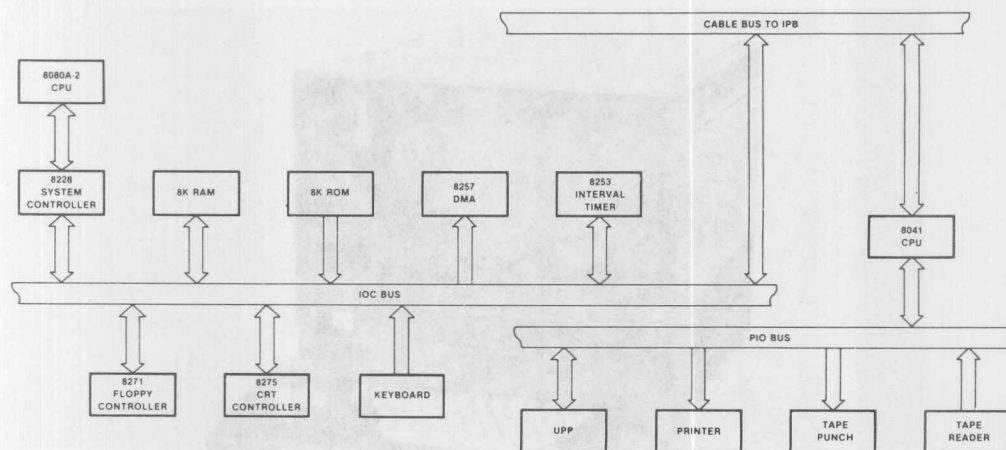 CABLE BUS TO IPB
8080A-2
CPU
8228
SYSTEM
CONTROLLER
8K RAM
8K ROM
8257
DMA
8253
INTERVAL
TIMER
8041
CPU
IOC BUS
PIO BUS
8271
FLOPPY
CONTROLLER
8275
CRT
CONTROLLER
KEYBOARD
UPP
PRINTER
TAPE
PUNCH
TAPE
READER